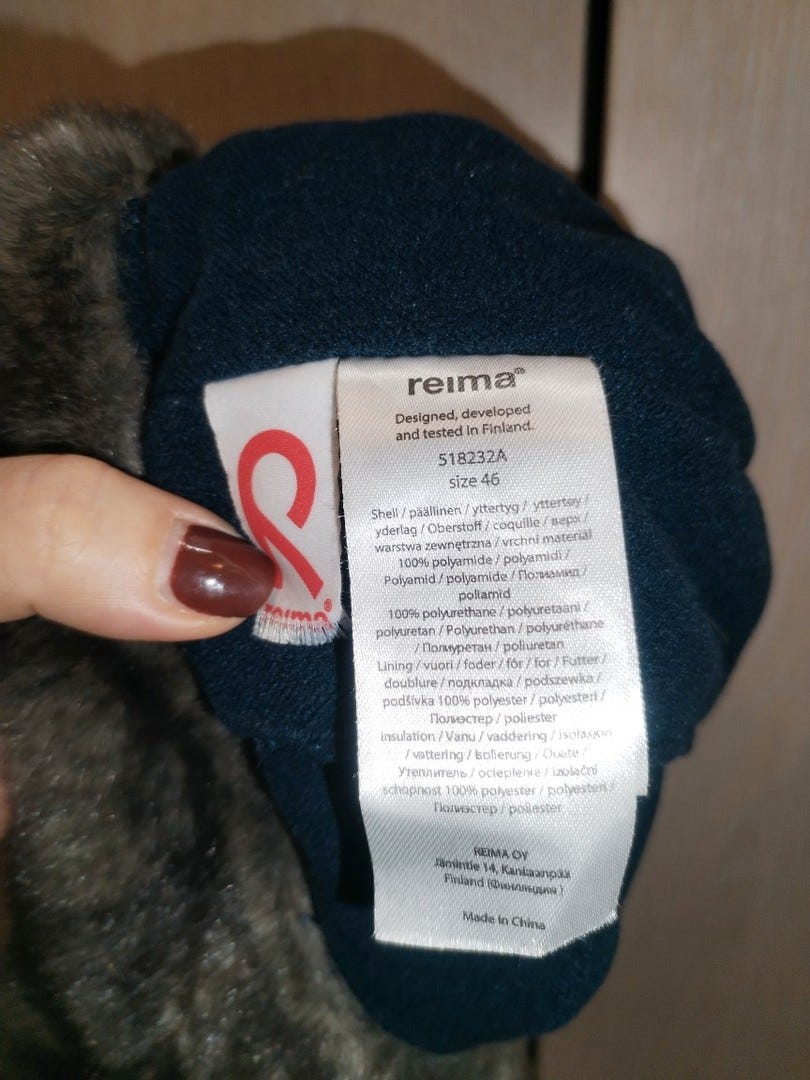 reima®
Designed, developed
and tested in Finland.
518232A
size 46
Shell / päällinen / yttertyg / yttertøy /
yderlag / Oberstoff / coquille / верх /
warstwa zewnętrzna / vrchní materiál
100% polyamide / polyamidi /
Polyamid / polyamide / Полиамид /
poliamid
100% polyurethane / polyuretaani /
polyuretan / Polyurethan / polyuréthane
/ Полиуретан / poliuretan
Lining / vuori / foder / fôr / for / Futter /
doublure / подкладка / podszewka /
podšívka 100% polyester / polyesteri /
Полиэстер / poliester
Insulation / Vanu / vaddering / isolasjon
/ vattering / Isolierung / Ouate /
Утеплитель / ocieplenie / izolační
schopnost 100% polyester / polyesteri /
Полиэстер / poliester
REIMA OY
Jämintie 14, Kankaanpää
Finland (Финляндия)
Made in China
reima®